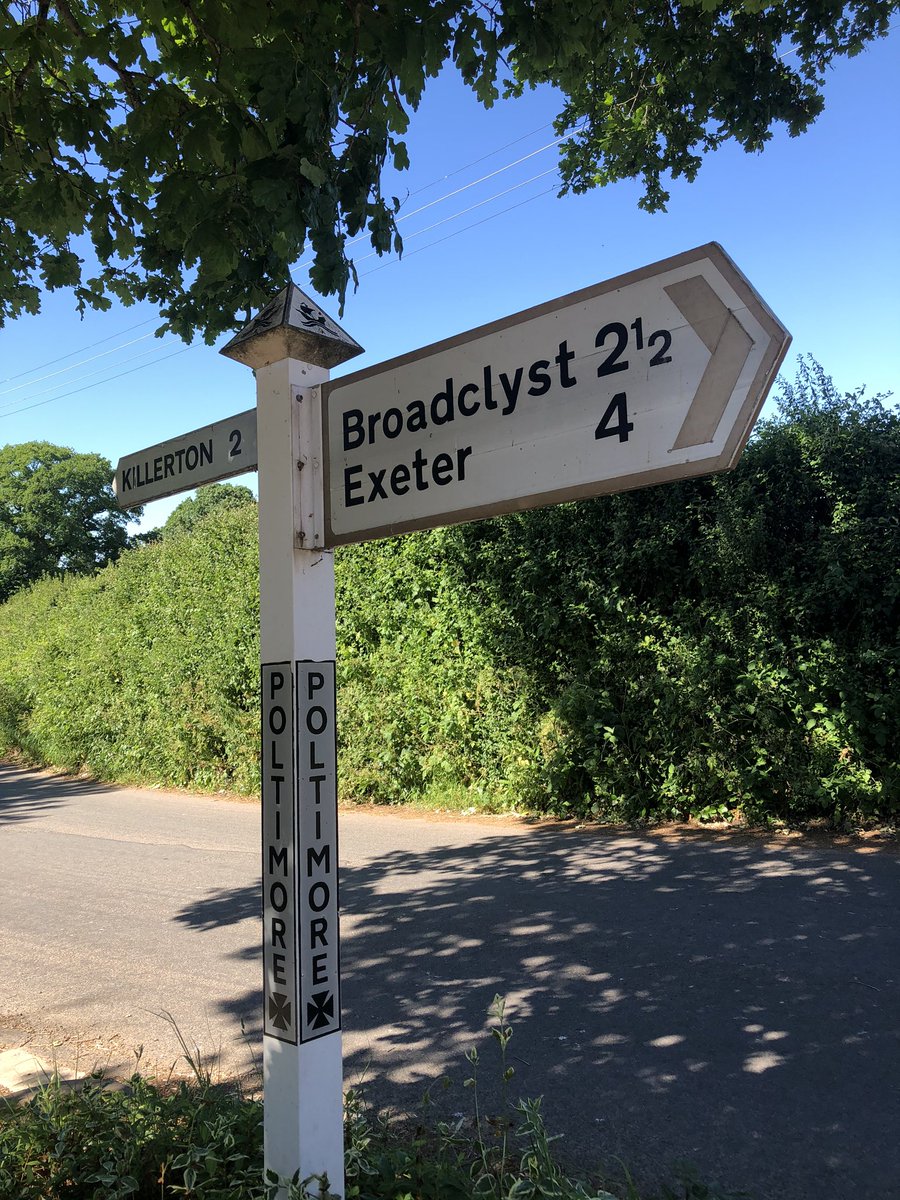 KILLERTON 2
Broadclyst 2½
Exeter 4
POLTIMORE
POLTIMORE